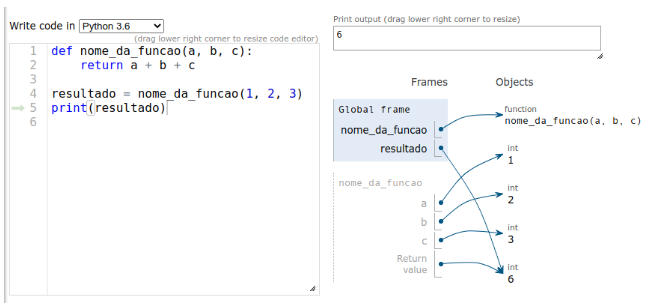 Write code in Python 3.6
(drag lower right corner to resize code editor)
1 def nome_da_funcao(a, b, c):
2     return a + b + c
3
4 resultado = nome_da_funcao(1, 2, 3)
5 print(resultado)
6
Print output (drag lower right corner to resize)
6
Frames Objects
Global frame
nome_da_funcao
resultado
function
nome_da_funcao(a, b, c)
nome_da_funcao
a
b
c
Return
value
int
1
int
2
int
3
int
6